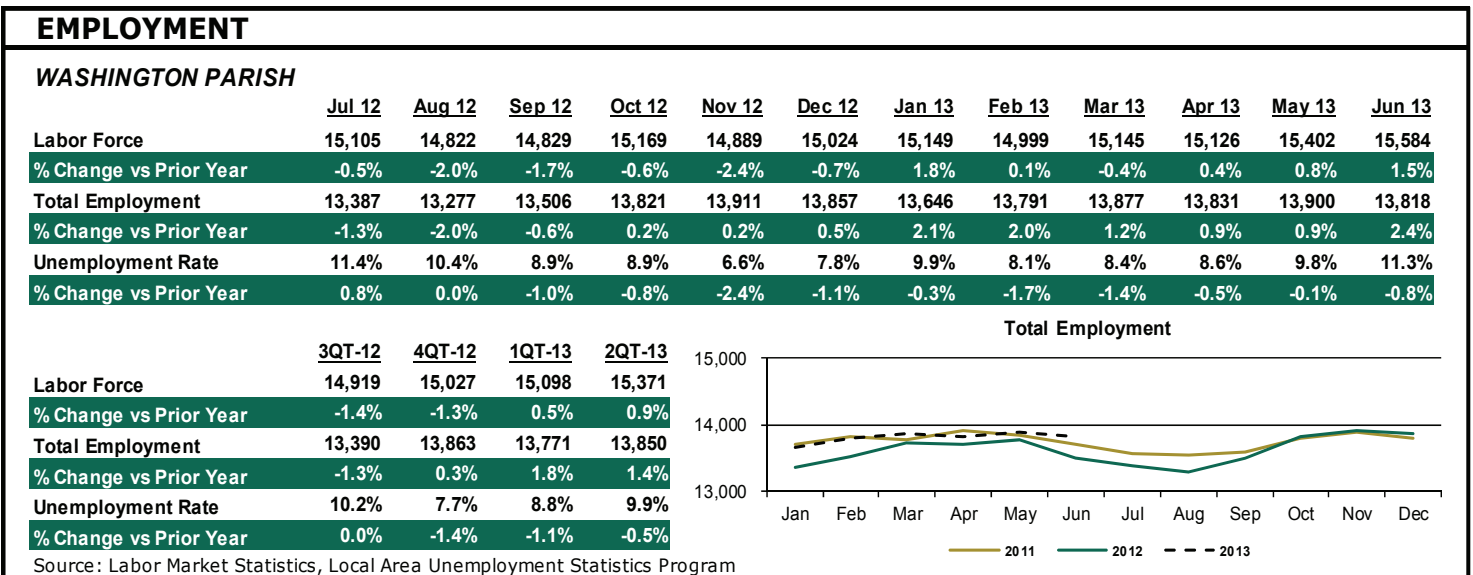 EMPLOYMENT
WASHINGTON PARISH
Jul 12 Aug 12 Sep 12 Oct 12 Nov 12 Dec 12 Jan 13 Feb 13 Mar 13 Apr 13 May 13 Jun 13
Labor Force 15,105 14,822 14,829 15,169 14,889 15,024 15,149 14,999 15,145 15,126 15,402 15,584
% Change vs Prior Year -0.5% -2.0% -1.7% -0.6% -2.4% -0.7% 1.8% 0.1% -0.4% 0.4% 0.8% 1.5%
Total Employment 13,387 13,277 13,506 13,821 13,911 13,857 13,646 13,791 13,877 13,831 13,900 13,818
% Change vs Prior Year -1.3% -2.0% -0.6% 0.2% 0.2% 0.5% 2.1% 2.0% 1.2% 0.9% 0.9% 2.4%
Unemployment Rate 11.4% 10.4% 8.9% 8.9% 6.6% 7.8% 9.9% 8.1% 8.4% 8.6% 9.8% 11.3%
% Change vs Prior Year 0.8% 0.0% -1.0% -0.8% -2.4% -1.1% -0.3% -1.7% -1.4% -0.5% -0.1% -0.8%
3QT-12 4QT-12 1QT-13 2QT-13
Labor Force 14,919 15,027 15,098 15,371
% Change vs Prior Year -1.4% -1.3% 0.5% 0.9%
Total Employment 13,390 13,863 13,771 13,850
% Change vs Prior Year -1.3% 0.3% 1.8% 1.4%
Unemployment Rate 10.2% 7.7% 8.8% 9.9%
% Change vs Prior Year 0.0% -1.4% -1.1% -0.5%
Source: Labor Market Statistics, Local Area Unemployment Statistics Program
Total Employment
15,000
14,000
13,000
Jan Feb Mar Apr May Jun Jul Aug Sep Oct Nov Dec
2011 2012 2013